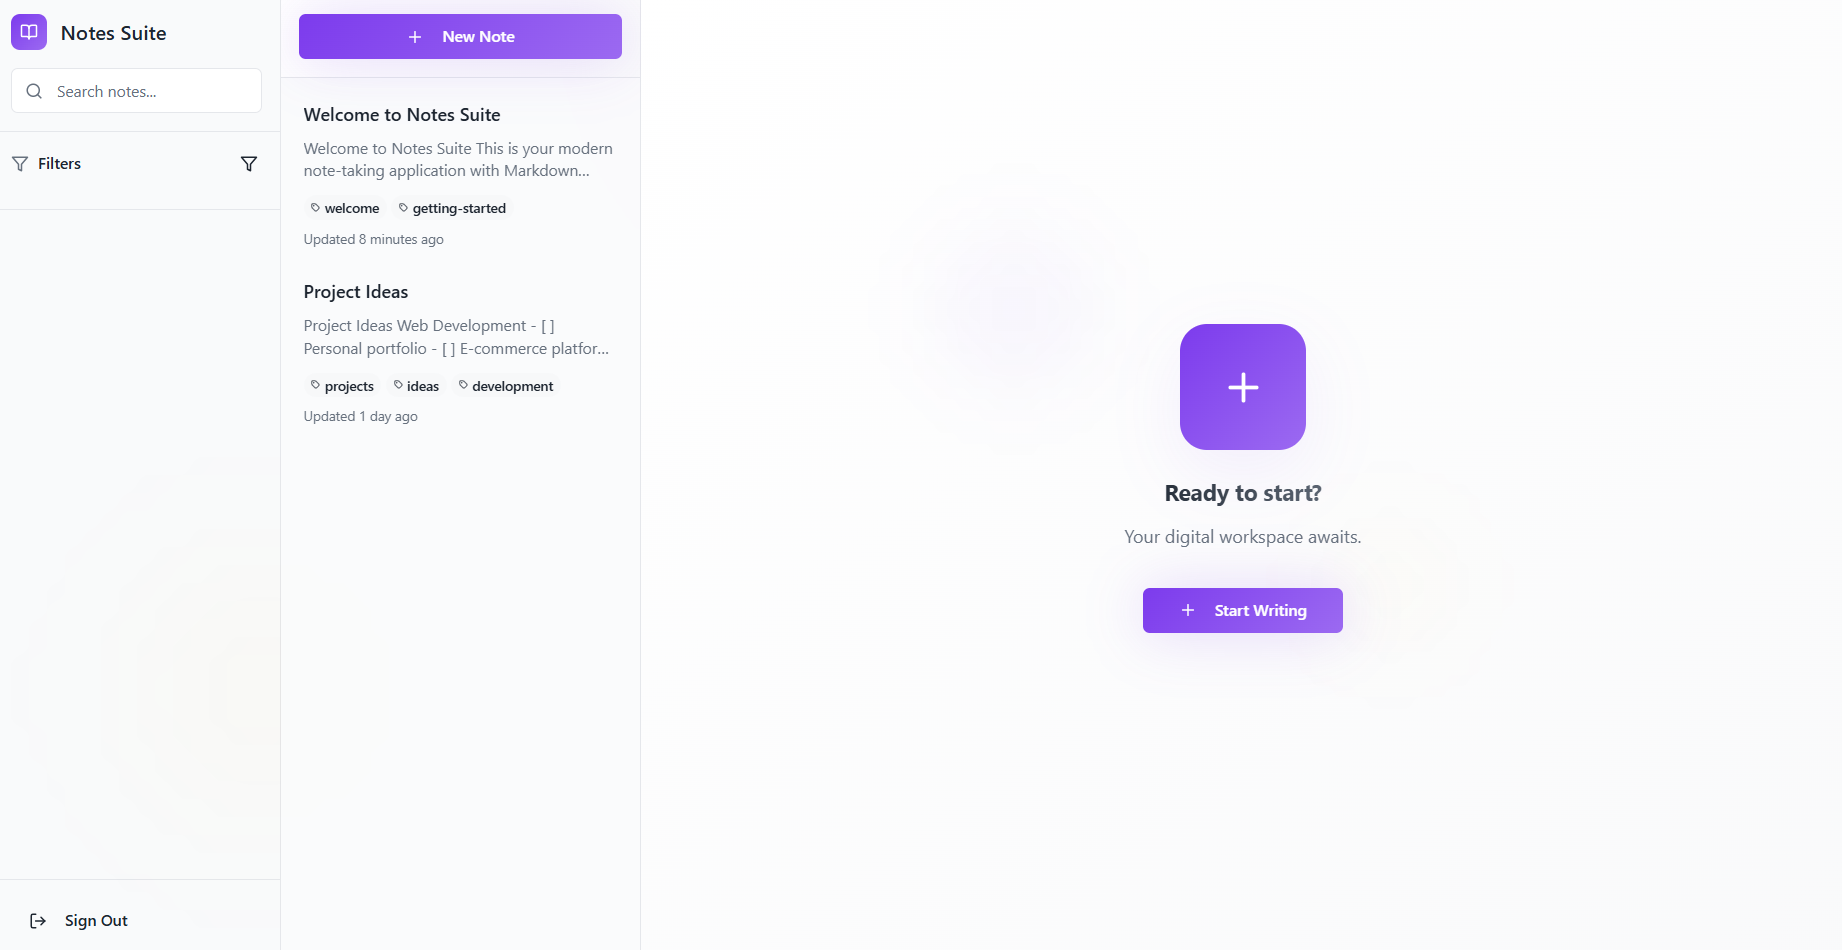 Notes Suite
Search notes...
Filters
Sign Out
New Note
Welcome to Notes Suite
Welcome to Notes Suite This is your modern
note-taking application with Markdown...
welcome getting-started
Updated 8 minutes ago
Project Ideas
Project Ideas Web Development - [ ]
Personal portfolio - [ ] E-commerce platfor...
projects ideas development
Updated 1 day ago
Ready to start?
Your digital workspace awaits.
Start Writing